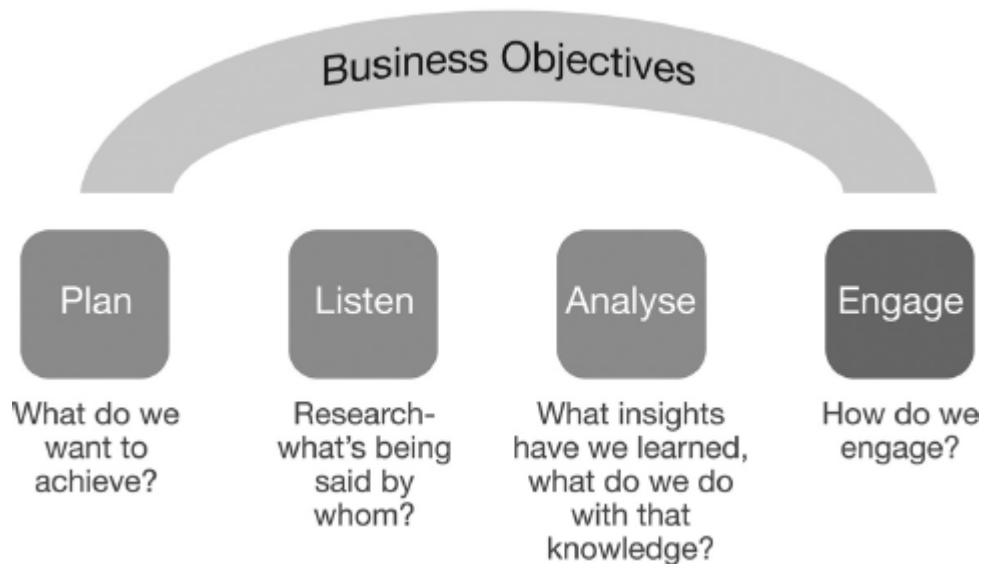 Business Objectives
Plan
Listen
Analyse
Engage
What do we
want to
achieve?
Research-
what's being
said by
whom?
What insights
have we learned,
what do we do
with that
knowledge?
How do we
engage?